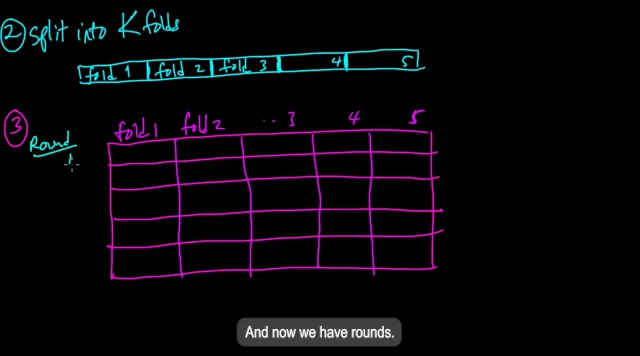 ② Split into K folds
fold 1 fold 2 fold 3 4 5
③ fold 1 fold 2 .. 3 4 5
Round
1
And now we have rounds.